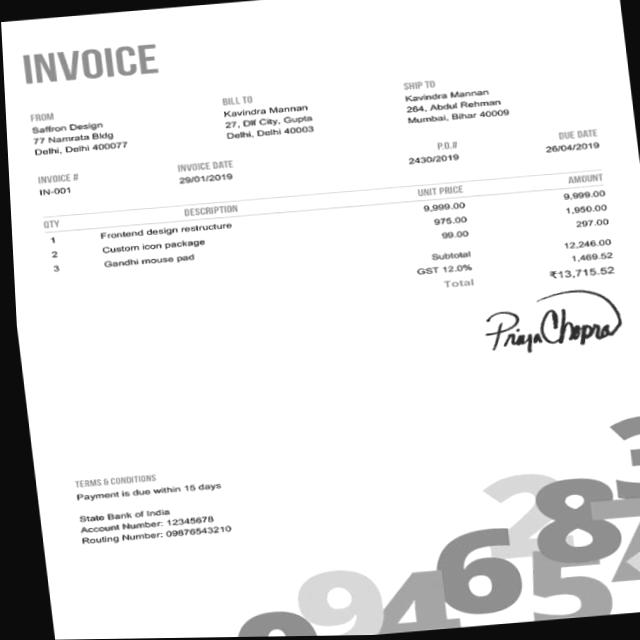 INVOICE
FROM
Saffron Design
77 Namrata Bldg
Delhi, Delhi 400077
BILL TO
Kavindra Mannan
27, Dlf City, Gupta
Delhi, Delhi 40003
SHIP TO
Kavindra Mannan
264, Abdul Rehman
Mumbai, Bihar 40009
INVOICE #
IN-001
INVOICE DATE
29/01/2019
P.O.#
2430/2019
DUE DATE
26/04/2019
QTY DESCRIPTION UNIT PRICE AMOUNT
1 Frontend design restructure 9,999.00 9,999.00
2 Custom icon package 975.00 1,950.00
3 Gandhi mouse pad 99.00 297.00
Subtotal 12,246.00
GST 12.0% 1,469.52
Total ₹13,715.52
Priya Chopra
TERMS & CONDITIONS
Payment is due within 15 days
State Bank of India
Account Number: 12345678
Routing Number: 09876543210